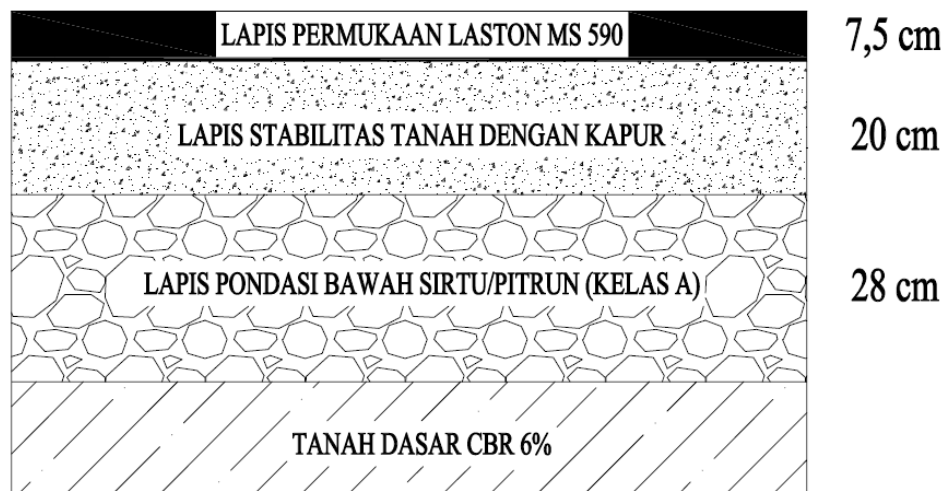 LAPIS PERMUKAAN LASTON MS 590
7,5 cm
LAPIS STABILITAS TANAH DENGAN KAPUR
20 cm
LAPIS PONDASI BAWAH SIRTU/PITRUN (KELAS A)
28 cm
TANAH DASAR CBR 6%